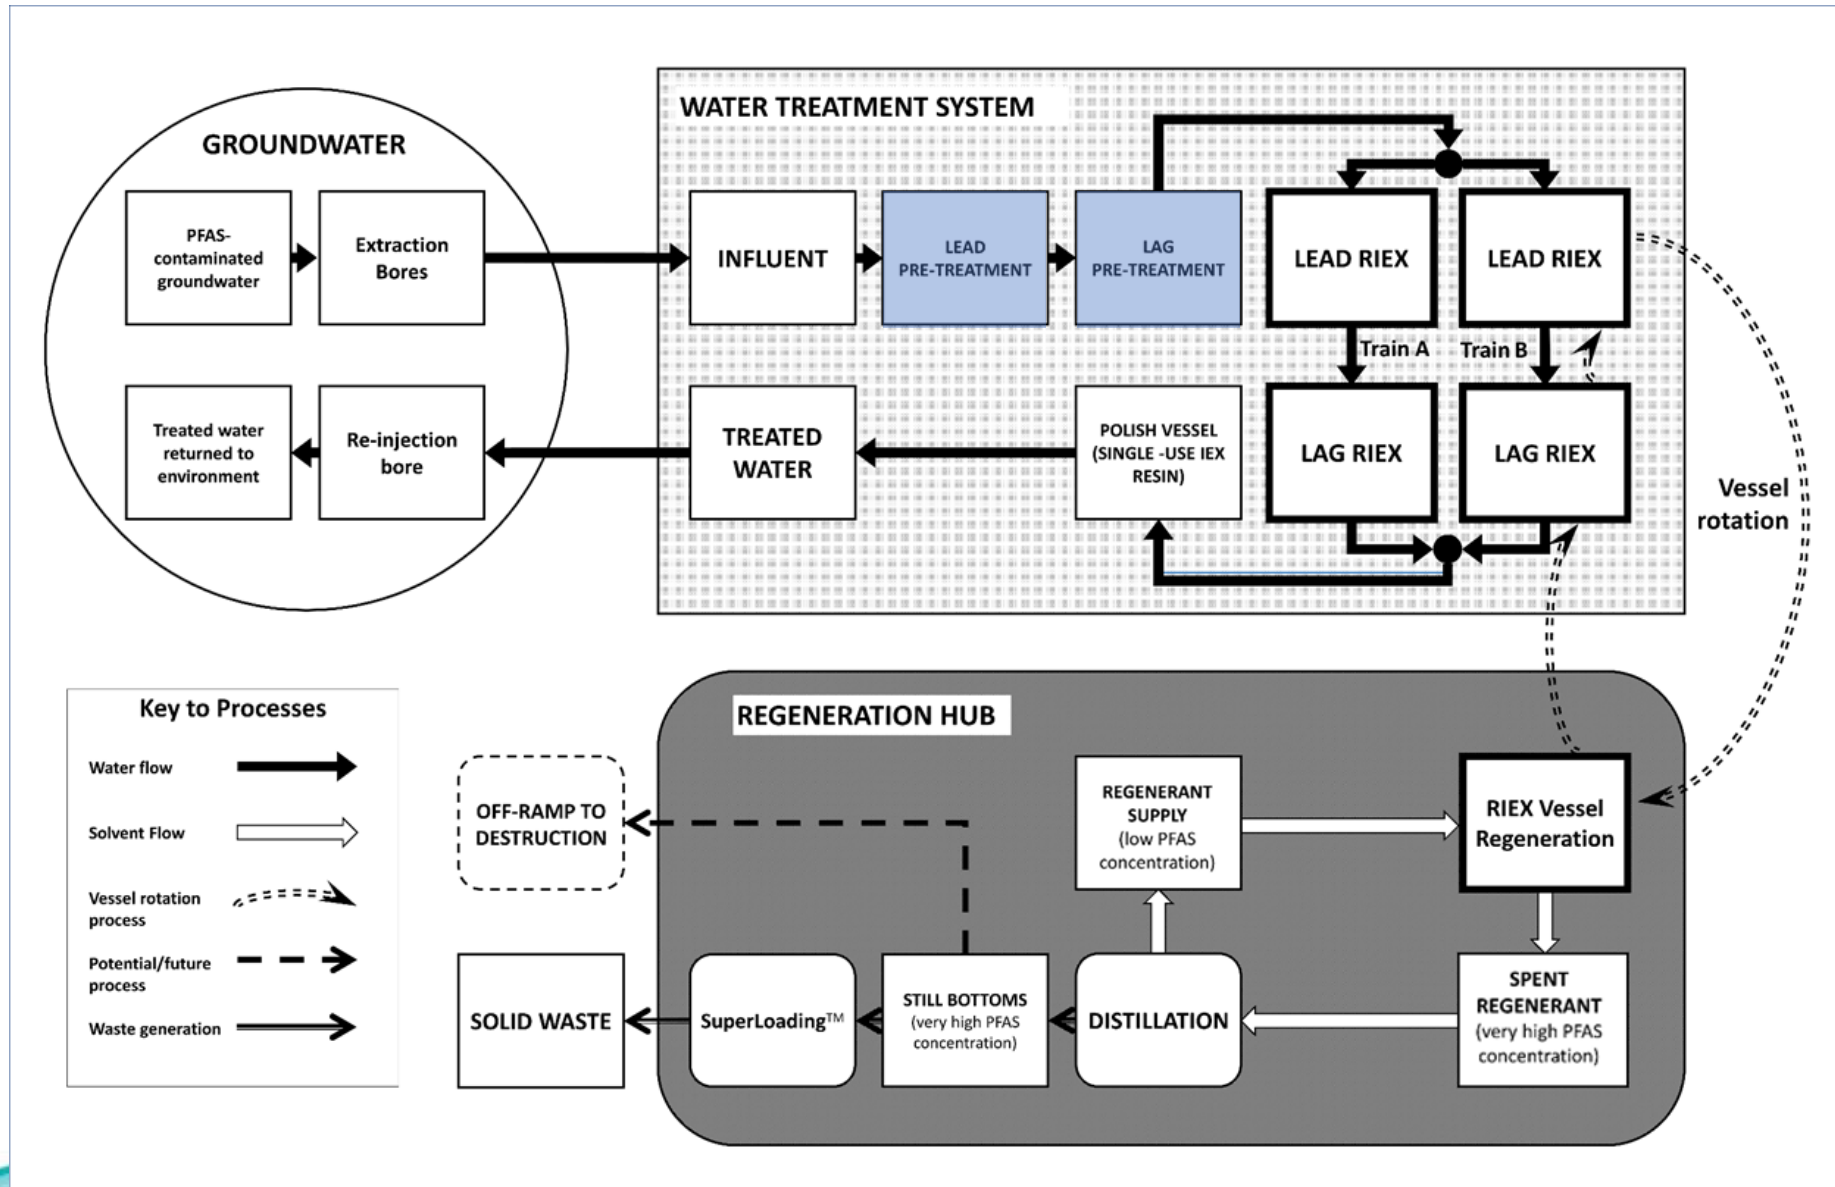 WATER TREATMENT SYSTEM
GROUNDWATER
PFAS-
contaminated
groundwater
Extraction
Bores
INFLUENT
LEAD
PRE-TREATMENT
LAG
PRE-TREATMENT
LEAD RIEX
LEAD RIEX
Train A
Train B
Treated water
returned to
environment
Re-injection
bore
TREATED
WATER
POLISH VESSEL
(SINGLE -USE IEX
RESIN)
LAG RIEX
LAG RIEX
Vessel
rotation
Key to Processes
Water flow
Solvent Flow
Vessel rotation
process
Potential/future
process
Waste generation
REGENERATION HUB
OFF-RAMP TO
DESTRUCTION
REGENERANT
SUPPLY
(low PFAS
concentration)
RIEX Vessel
Regeneration
SOLID WASTE
SuperLoading™
STILL BOTTOMS
(very high PFAS
concentration)
DISTILLATION
SPENT
REGENERANT
(very high PFAS
concentration)